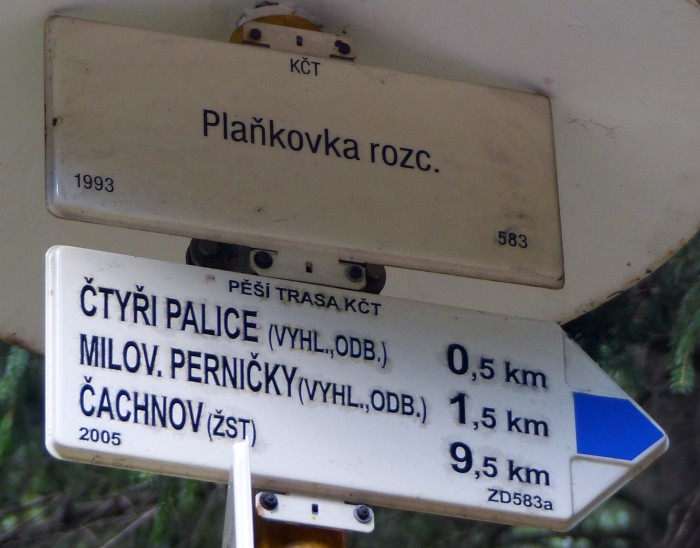 KČT
Plaňkovka rozc.
1993 583
PĚŠÍ TRASA KČT
ČTYŘI PALICE (VYHL.,ODB.) 0,5 km
MILOV. PERNIČKY (VYHL.,ODB.) 1,5 km
ČACHNOV (ŽST) 9,5 km
2005 ZD583a